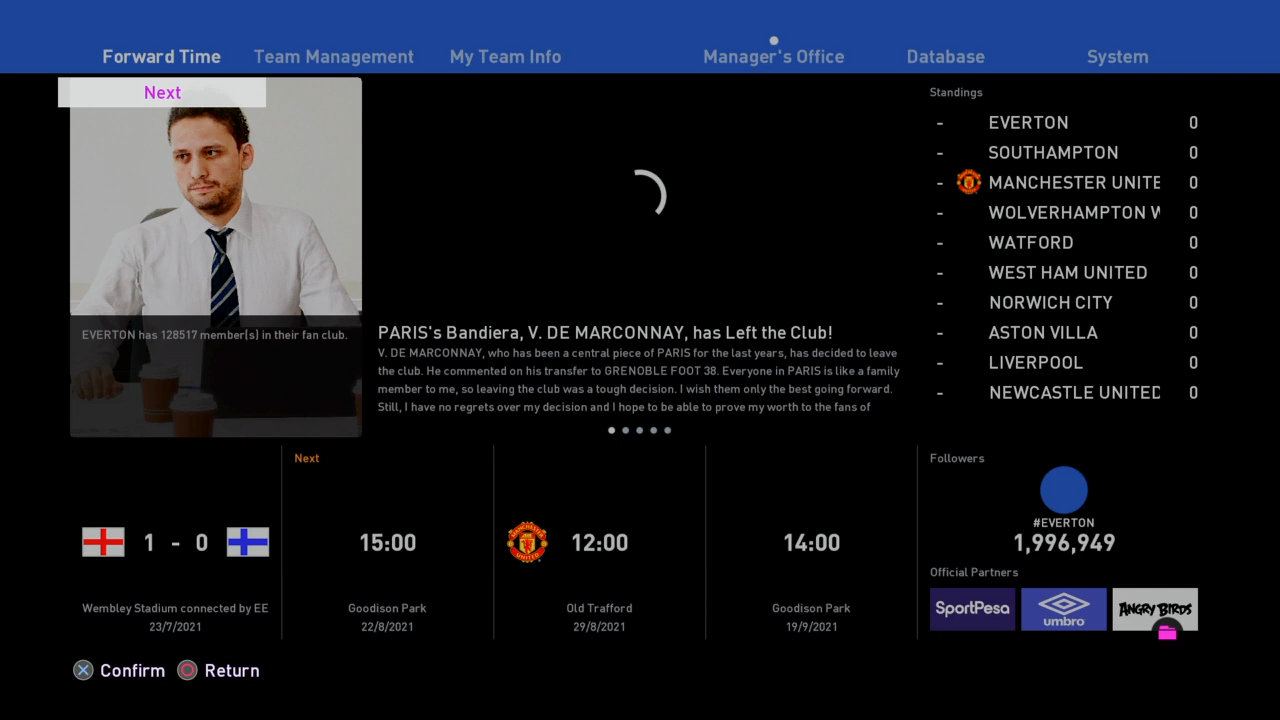 Forward Time
Team Management
My Team Info
Manager's Office
Database
System
Next
EVERTON has 128517 member(s) in their fan club.
PARIS's Bandiera, V. DE MARCONNAY, has Left the Club!
V. DE MARCONNAY, who has been a central piece of PARIS for the last years, has decided to leave
the club. He commented on his transfer to GRENOBLE FOOT 38. Everyone in PARIS is like a family
member to me, so leaving the club was a tough decision. I wish them only the best going forward.
Still, I have no regrets over my decision and I hope to be able to prove my worth to the fans of
Standings
- EVERTON 0
- SOUTHAMPTON 0
- MANCHESTER UNITE 0
- WOLVERHAMPTON W 0
- WATFORD 0
- WEST HAM UNITED 0
- NORWICH CITY 0
- ASTON VILLA 0
- LIVERPOOL 0
- NEWCASTLE UNITED 0
1 - 0
Wembley Stadium connected by EE
23/7/2021
Next
15:00
Goodison Park
22/8/2021
MANCHESTER
UNITED
12:00
Old Trafford
29/8/2021
14:00
Goodison Park
19/9/2021
Followers
#EVERTON
1,996,949
Official Partners
SportPesa
umbro
ANGRY BIRDS
Confirm
Return